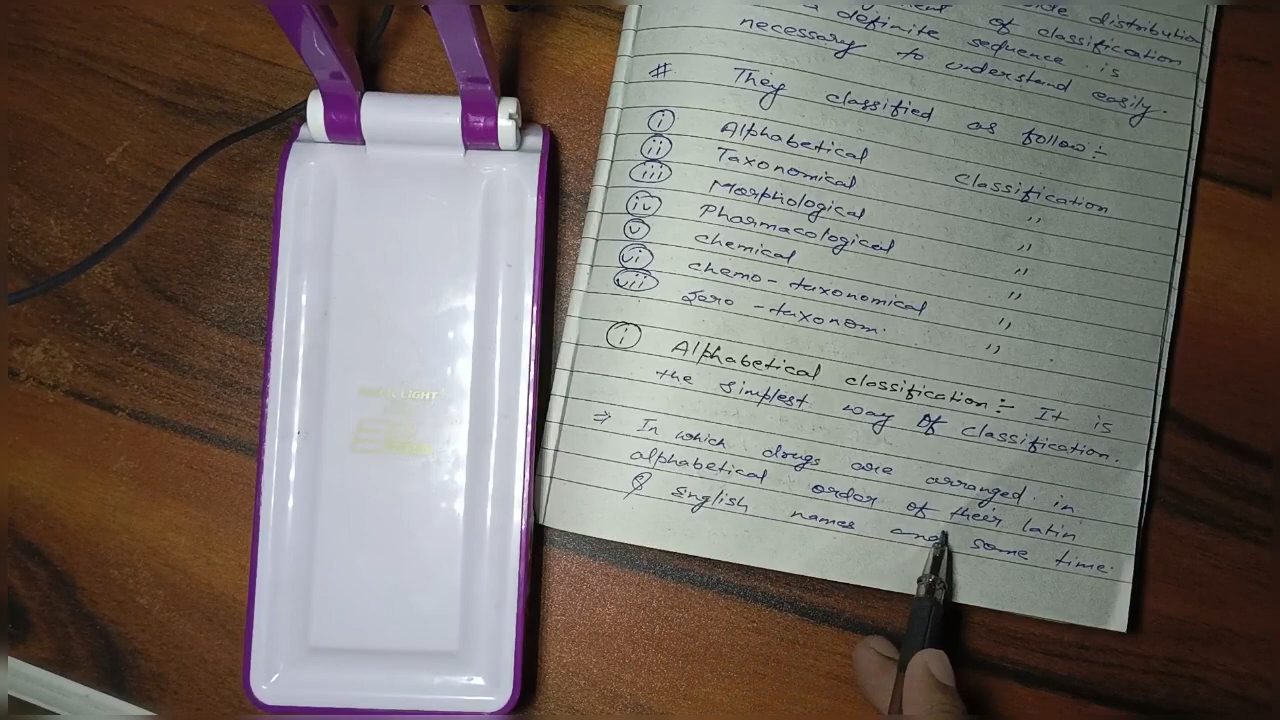 distribution
of classification
definite sequence is
necessary to understand easily.
# They classified as follow:-
i Alphabetical classification
ii Taxonomical "
iii Morphological "
iv Pharmacological "
v chemical "
vi chemo-taxonomical "
vii Sero-taxonom. "
i Alphabetical classification:- It is
the simplest way Of classification.
⇒ In which drugs are arranged in
alphabetical order of their latin
& English names and some time.
LIGHT